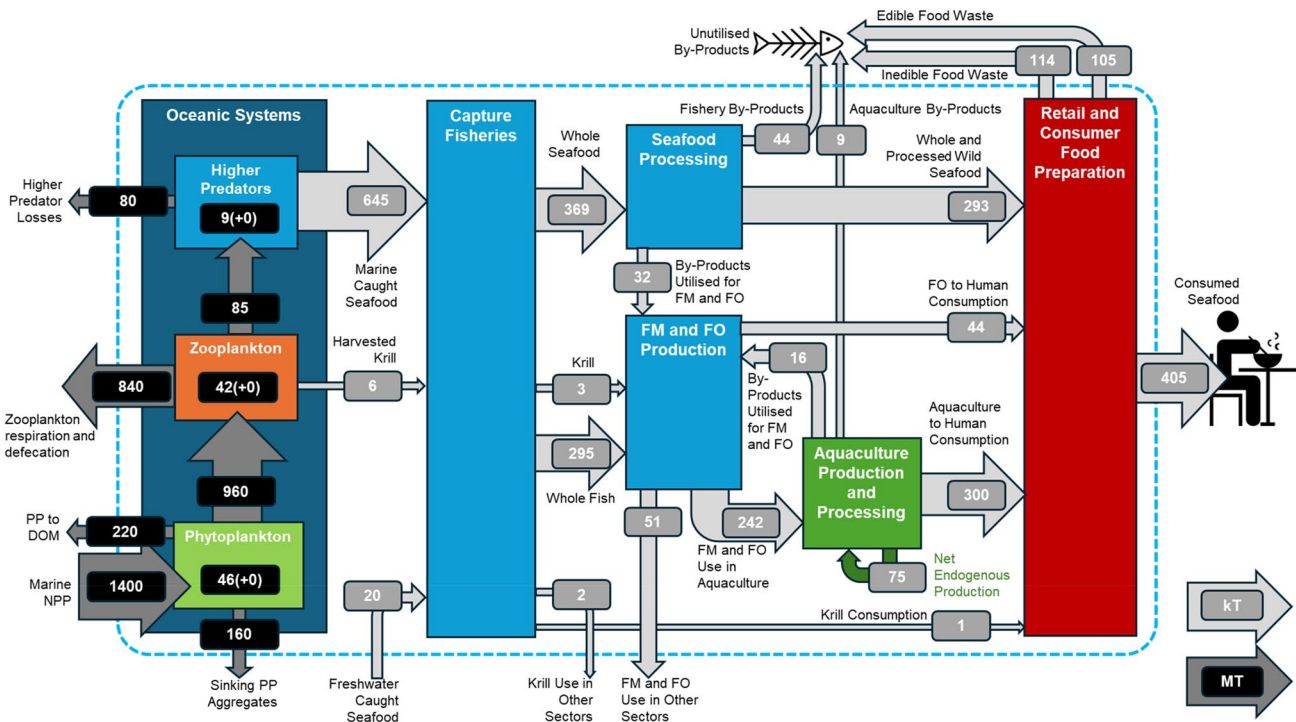 Edible Food Waste
Unutilised
By-Products
114
105
Inedible Food Waste
Oceanic Systems
Capture
Fisheries
Fishery By-Products
Aquaculture By-Products
Retail and
Consumer
Food
Preparation
Whole
Seafood
Seafood
Processing
44
9
Whole and
Processed Wild
Seafood
Higher
Predators
Higher
Predator
Losses
80
9(+0)
645
369
293
Marine
Caught
Seafood
32
By-Products
Utilised for
FM and FO
FO to Human
Consumption
Consumed
Seafood
85
44
Harvested
Krill
FM and FO
Production
Zooplankton
16
Krill
840
42(+0)
6
3
By-
Products
Utilised
for FM
and FO
405
Zooplankton
respiration and
defecation
Aquaculture
to Human
Consumption
295
Aquaculture
Production
and
Processing
960
Whole Fish
300
PP to
DOM
220
Phytoplankton
51
242
Marine
NPP
1400
46(+0)
FM and FO
Use in
Aquaculture
75
Net
Endogenous
Production
20
2
Krill Consumption
1
kT
160
MT
Sinking PP
Aggregates
Freshwater
Caught
Seafood
Krill Use in
Other
Sectors
FM and FO
Use in Other
Sectors